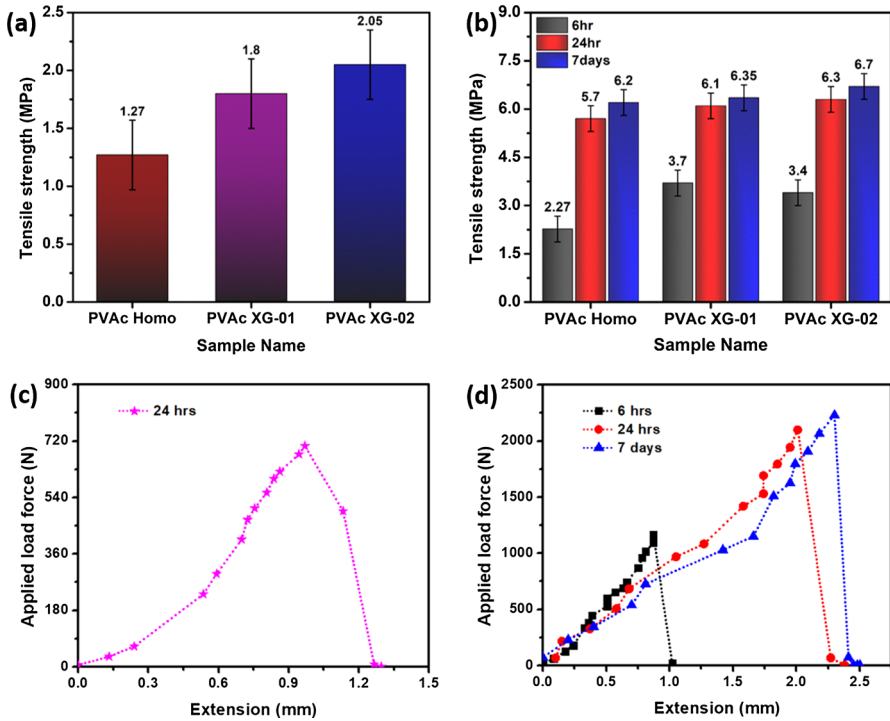 (a)
Tensile strength (MPa)
2.5
2.0
1.5
1.0
0.5
0.0
1.27
1.8
2.05
PVAc Homo PVAc XG-01 PVAc XG-02
Sample Name
(b)
Tensile strength (MPa)
9.0
7.5
6.0
4.5
3.0
1.5
0.0
6hr
24hr
7days
2.27
5.7
6.2
3.7
6.1
6.35
3.4
6.3
6.7
PVAc Homo PVAc XG-01 PVAc XG-02
Sample Name
(c)
Applied load force (N)
900
720
540
360
180
0
24 hrs
0.0 0.3 0.6 0.9 1.2 1.5
Extension (mm)
(d)
Applied load force (N)
2500
2000
1500
1000
500
0
6 hrs
24 hrs
7 days
0.0 0.5 1.0 1.5 2.0 2.5
Extension (mm)